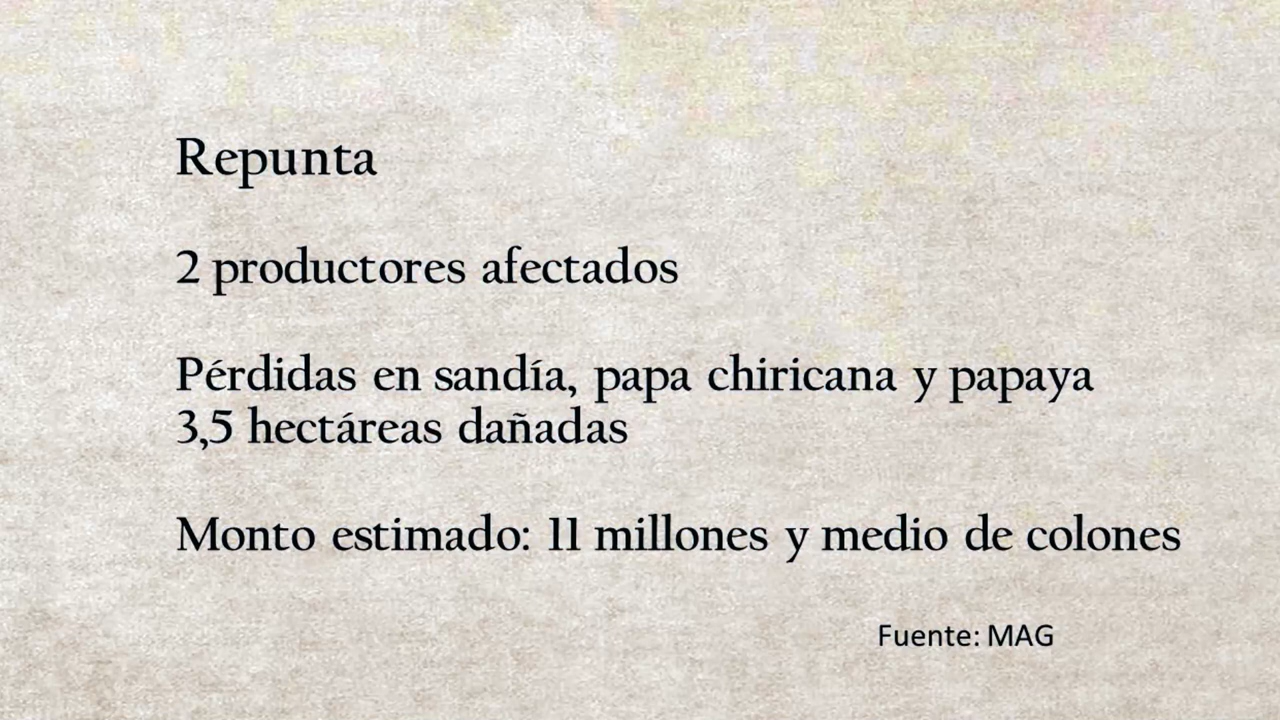 Repunta
2 productores afectados
Pérdidas en sandía, papa chiricana y papaya
3,5 hectáreas dañadas
Monto estimado: 11 millones y medio de colones
Fuente: MAG